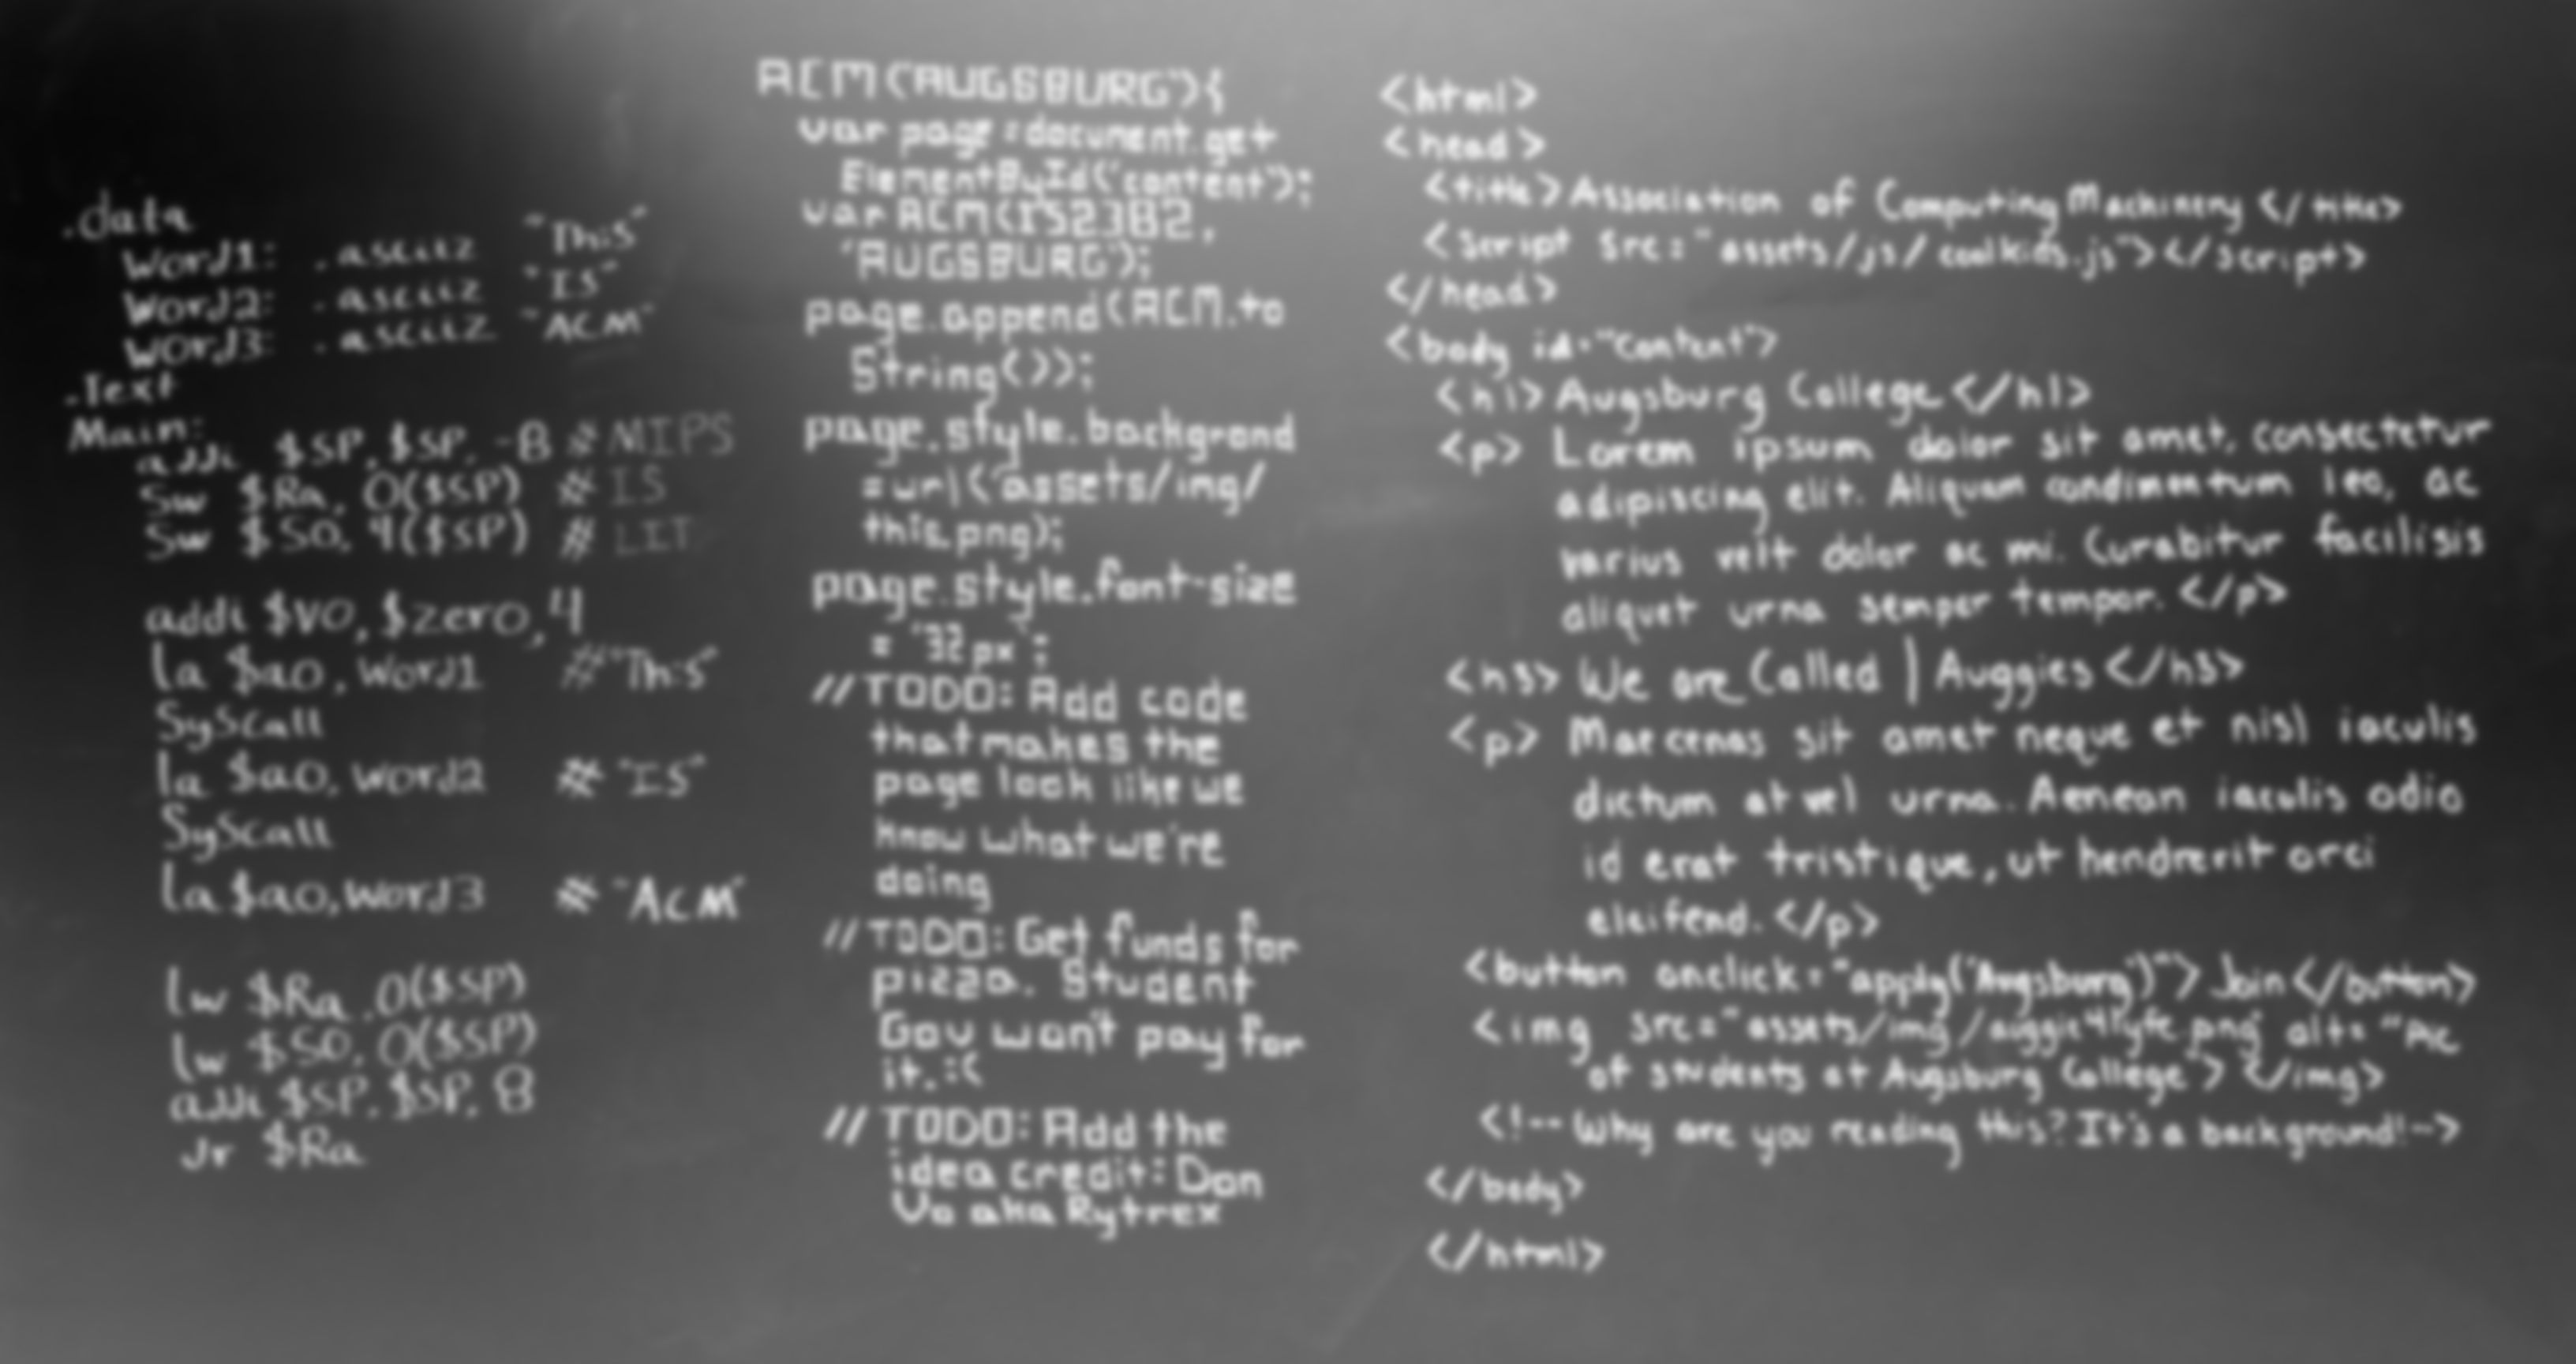 .data
Word1: .asciiz "This"
Word2: .asciiz "IS"
Word3: .asciiz "ACM"
.Text
Main:
addi $SP, $SP, -8 # MIPS
Sw $Ra, 0($SP) # IS
Sw $S0, 4($SP) # LIT
addi $V0, $zero, 4
la $a0, Word1 #"This"
Syscall
la $a0, Word2 # "IS"
Syscall
la $a0, Word3 # "ACM"
lw $Ra, 0($SP)
lw $S0, 0($SP)
addi $SP, $SP, 8
Jr $Ra
ACM('AUGSBURG'){
var page=document.get
ElementById('content');
'AUGSBURG');
page.append(ACM.to
String());
page.style.backgrond
=url('assets/img/
thic.png);
page.style.font-size
= '32px';
//TODO: Add code
that makes the
page look like we
know what we're
doing
//TODO: Get funds for
pizza. Student
Gov won't pay for
it. :(
//TODO: Add the
idea credit: Don
Vo aka Rytrex
<html>
<head>
<title>Association of Computing Machinery</title>
<script src="assets/js/coolkids.js"></script>
</head>
<body id="content">
<h1>Augsburg College</h1>
<p> Lorem ipsum dolor sit amet, consectetur
adipiscing elit. Aliquam condimentum leo, ac
varius velit dolor ac mi. Curabitur facilisis
aliquet urna semper tempor.</p>
<h3>We are Called | Auggies</h3>
<p> Maecenas sit amet neque et nisl iaculis
dictum at vel urna. Aenean iaculis odio
id erat tristique, ut hendrerit orci
eleifend.</p>
<button onclick="apply('Augsburg')">Join</button>
<img src="assets/img/ alt="Pic
of students at Augsburg College"></img>
<!--Why are you reading this? It's a background!-->
</body>
</html>